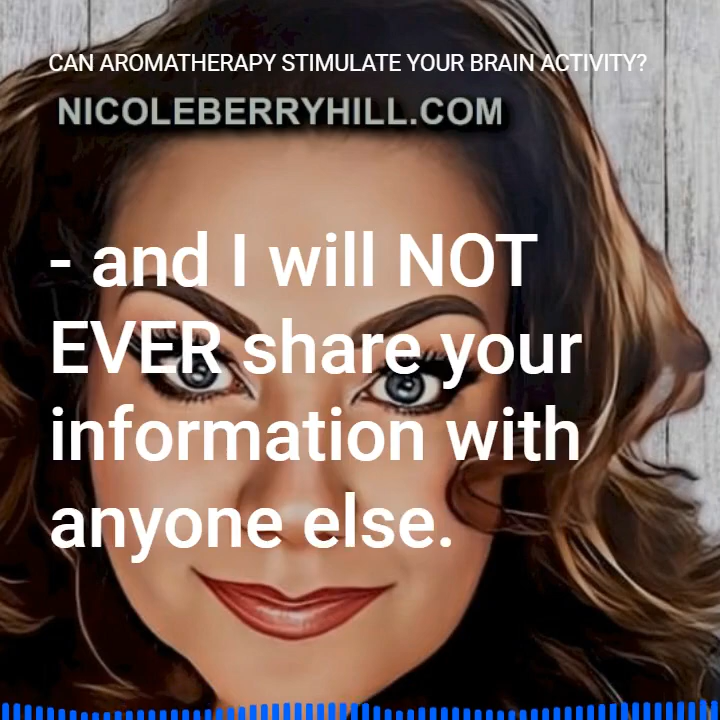 CAN AROMATHERAPY STIMULATE YOUR BRAIN ACTIVITY?
NICOLEBERRYHILL.COM
- and I will NOT
EVER share your
information with
anyone else.